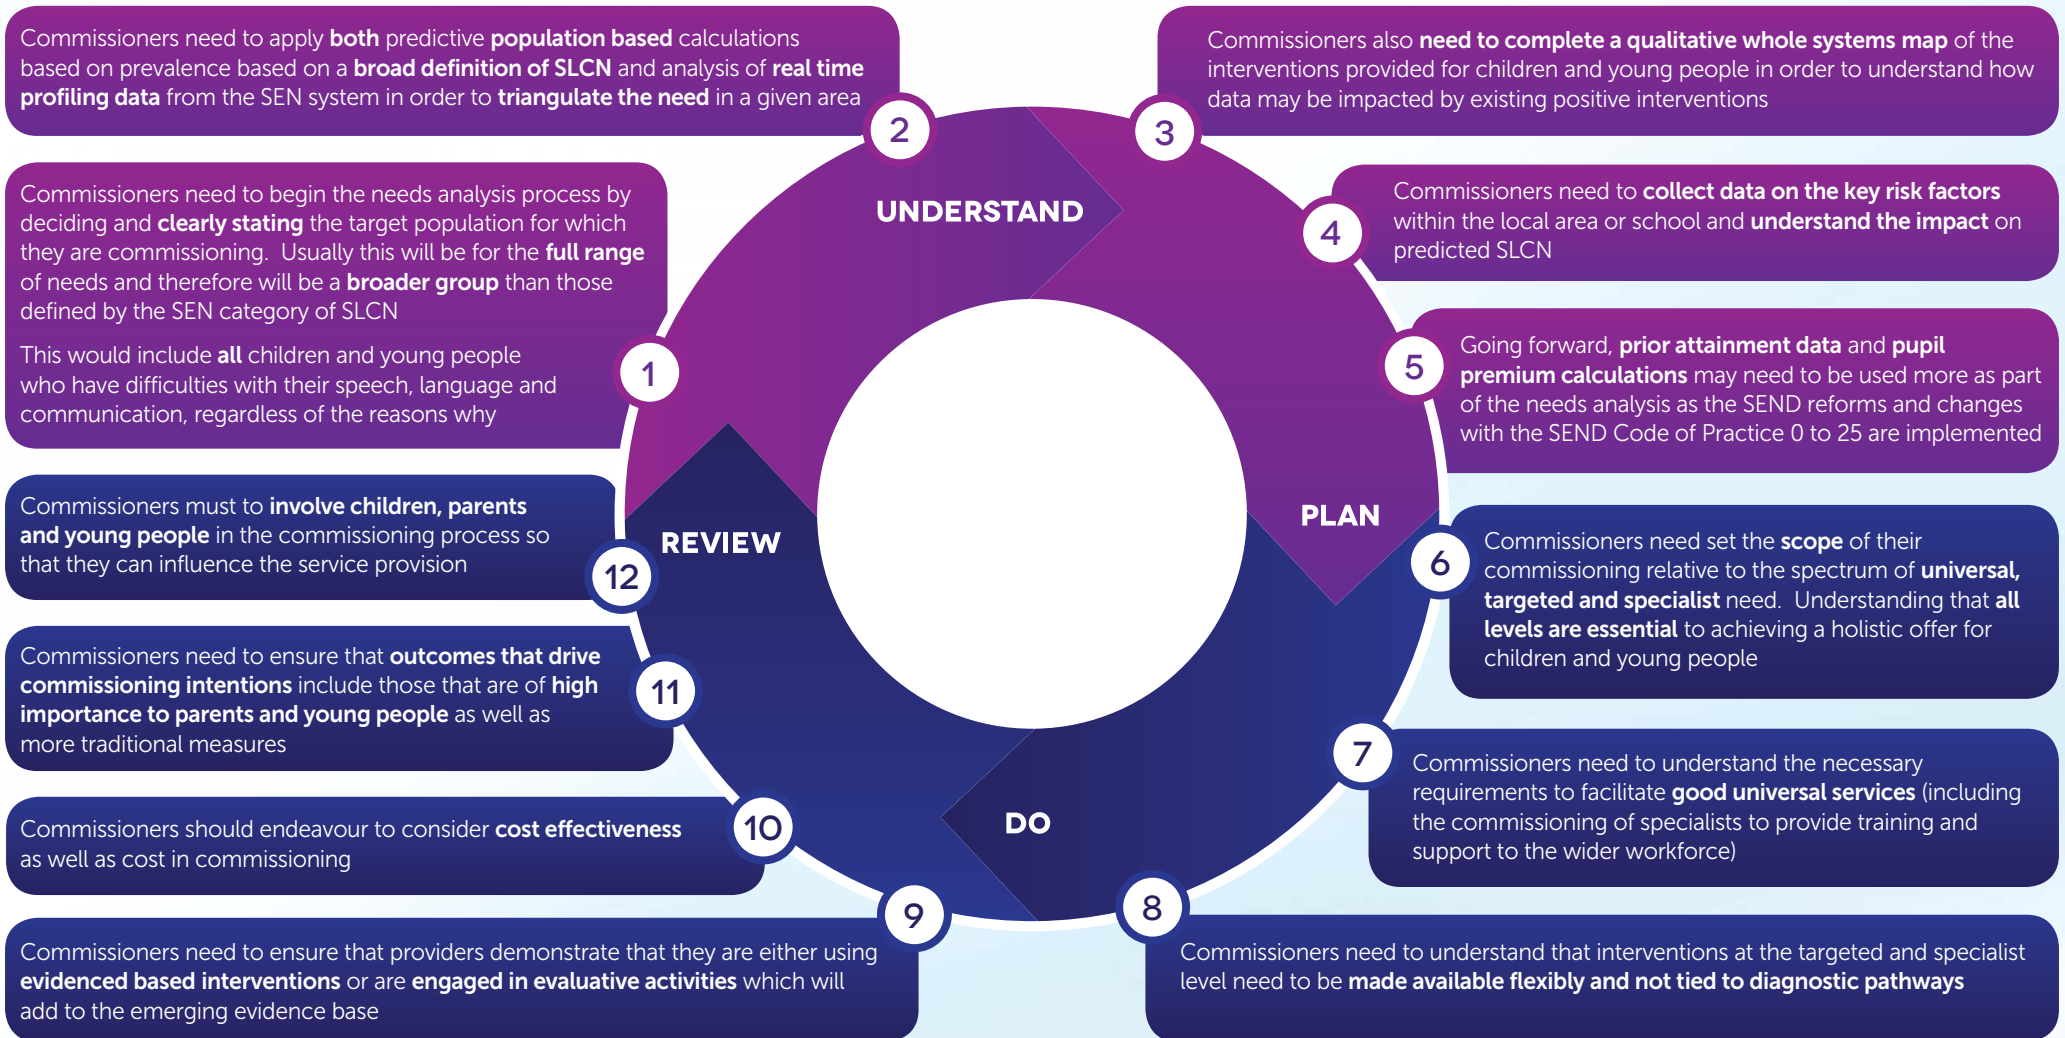 Commissioners need to apply both predictive population based calculations
based on prevalence based on a broad definition of SLCN and analysis of real time
profiling data from the SEN system in order to triangulate the need in a given area
2
Commissioners also need to complete a qualitative whole systems map of the
interventions provided for children and young people in order to understand how
data may be impacted by existing positive interventions
3
Commissioners need to begin the needs analysis process by
deciding and clearly stating the target population for which
they are commissioning.  Usually this will be for the full range
of needs and therefore will be a broader group than those
defined by the SEN category of SLCN
This would include all children and young people
who have difficulties with their speech, language and
communication, regardless of the reasons why
1
UNDERSTAND
4
Commissioners need to collect data on the key risk factors
within the local area or school and understand the impact on
predicted SLCN
5
Going forward, prior attainment data and pupil
premium calculations may need to be used more as part
of the needs analysis as the SEND reforms and changes
with the SEND Code of Practice 0 to 25 are implemented
Commissioners must to involve children, parents
and young people in the commissioning process so
that they can influence the service provision
12
REVIEW
PLAN
6
Commissioners need set the scope of their
commissioning relative to the spectrum of universal,
targeted and specialist need.  Understanding that all
levels are essential to achieving a holistic offer for
children and young people
Commissioners need to ensure that outcomes that drive
commissioning intentions include those that are of high
importance to parents and young people as well as
more traditional measures
11
7
Commissioners need to understand the necessary
requirements to facilitate good universal services (including
the commissioning of specialists to provide training and
support to the wider workforce)
Commissioners should endeavour to consider cost effectiveness
as well as cost in commissioning
10
DO
9
8
Commissioners need to ensure that providers demonstrate that they are either using
evidenced based interventions or are engaged in evaluative activities which will
add to the emerging evidence base
Commissioners need to understand that interventions at the targeted and specialist
level need to be made available flexibly and not tied to diagnostic pathways